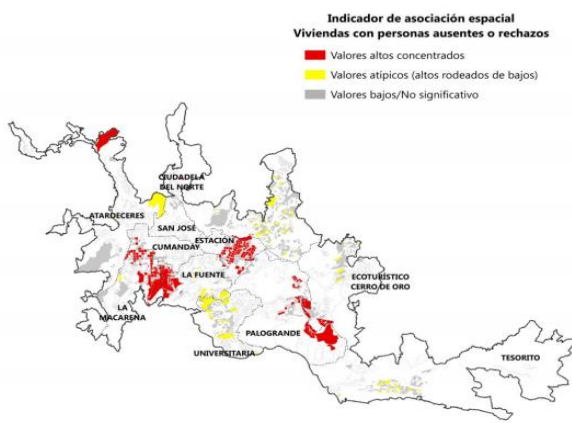 Indicador de asociación espacial
Viviendas con personas ausentes o rechazos
Valores altos concentrados
Valores atípicos (altos rodeados de bajos)
Valores bajos/No significativo
CIUDADELA
DEL NORTE
ATARDECERES
SAN JOSÉ
ESTACIÓN
CUMANDAY
LA FUENTE
ECOTURÍSTICO
CERRO DE ORO
LA
MACARENA
PALOGRANDE
UNIVERSITARIA
TESORITO